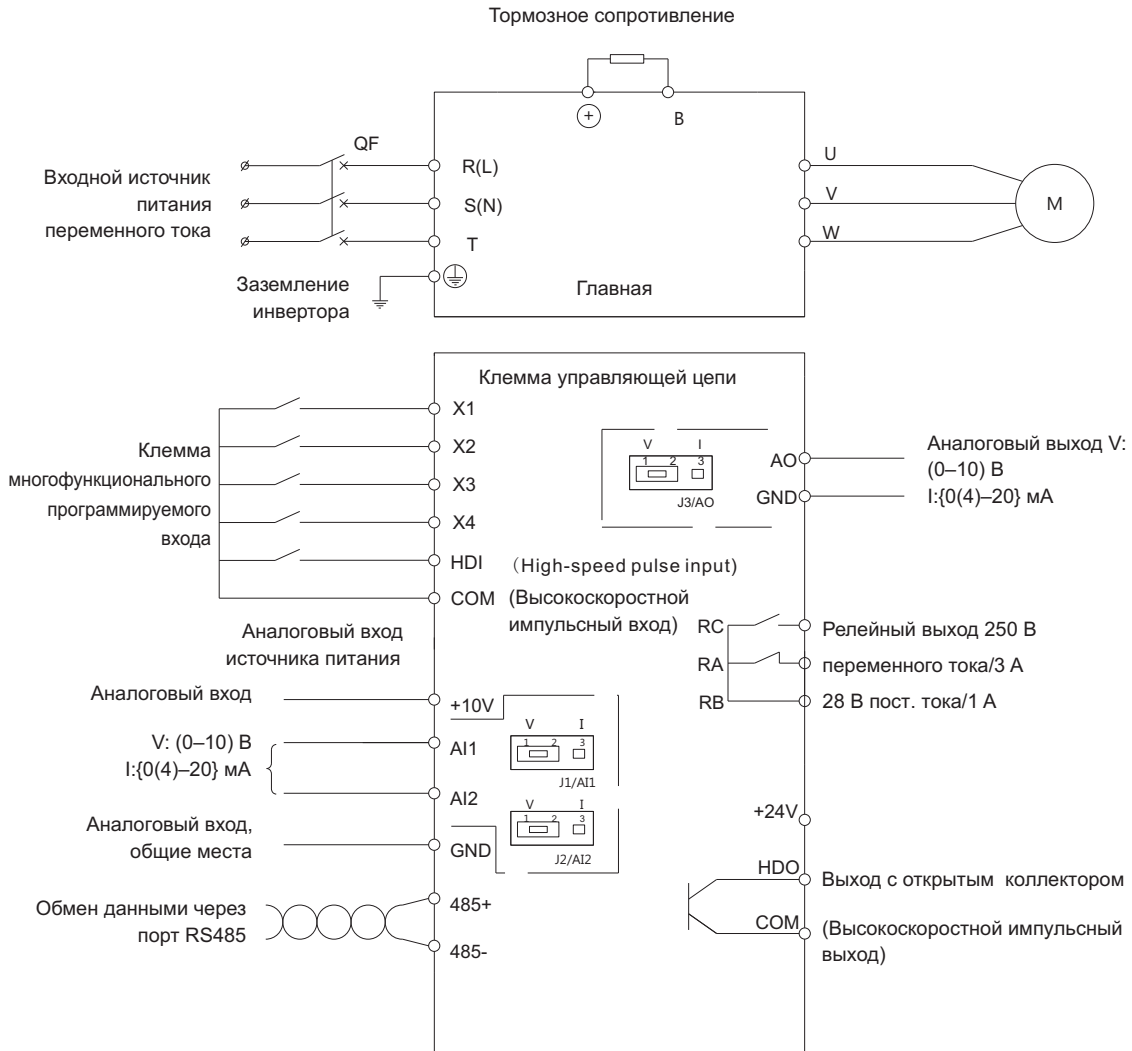 Тормозное сопротивление
+
B
QF
Входной источник
питания
переменного тока
R(L)
S(N)
T
U
V
W
M
Заземление
инвертора
Главная
Клемма управляющей цепи
Клемма
многофункционального
программируемого
входа
X1
X2
X3
X4
HDI
(High-speed pulse input)
COM
(Высокоскоростной
импульсный вход)
V I
1 2 3
J3/AO
AO
GND
Аналоговый выход V:
(0–10) В
I:{0(4)–20} мА
RC
RA
RB
Релейный выход 250 В
переменного тока/3 А
28 В пост. тока/1 А
Аналоговый вход
источника питания
Аналоговый вход
V: (0–10) В
I:{0(4)–20} мА
Аналоговый вход,
общие места
+10V
AI1
AI2
GND
V I
1 2 3
J1/AI1
V I
1 2 3
J2/AI2
+24V
HDO
COM
Выход с открытым коллектором
(Высокоскоростной импульсный
выход)
Обмен данными через
порт RS485
485+
485-